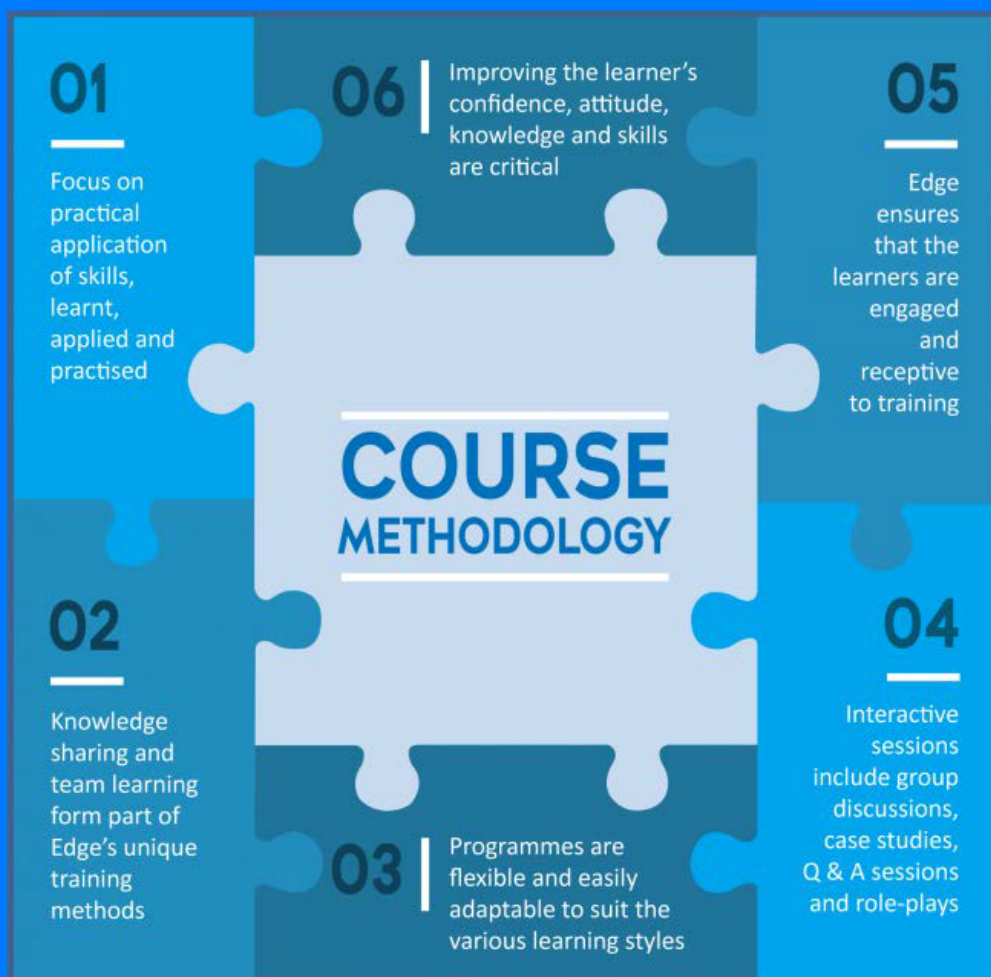 01
Focus on
practical
application
of skills,
learnt,
applied and
practised
06
Improving the learner’s
confidence, attitude,
knowledge and skills
are critical
05
Edge
ensures
that the
learners are
engaged
and
receptive
to training
COURSE
METHODOLOGY
02
Knowledge
sharing and
team learning
form part of
Edge’s unique
training
methods
03
Programmes are
flexible and easily
adaptable to suit the
various learning styles
04
Interactive
sessions
include group
discussions,
case studies,
Q & A sessions
and role-plays